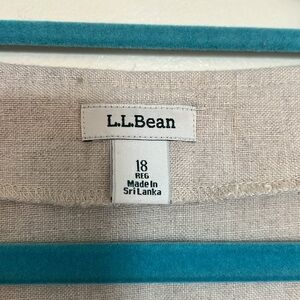 L.L.Bean
18
REG
Made In
Sri Lanka